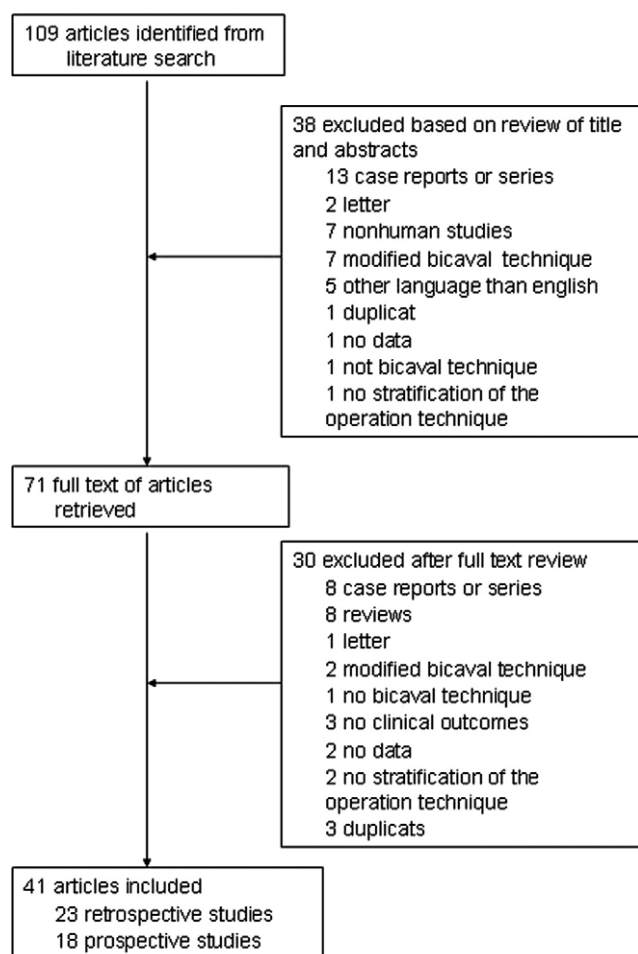 109 articles identified from
literature search
38 excluded based on review of title
and abstracts
13 case reports or series
2 letter
7 nonhuman studies
7 modified bicaval technique
5 other language than english
1 duplicat
1 no data
1 not bicaval technique
1 no stratification of the
operation technique
71 full text of articles
retrieved
30 excluded after full text review
8 case reports or series
8 reviews
1 letter
2 modified bicaval technique
1 no bicaval technique
3 no clinical outcomes
2 no data
2 no stratification of the
operation technique
3 duplicats
41 articles included
23 retrospective studies
18 prospective studies